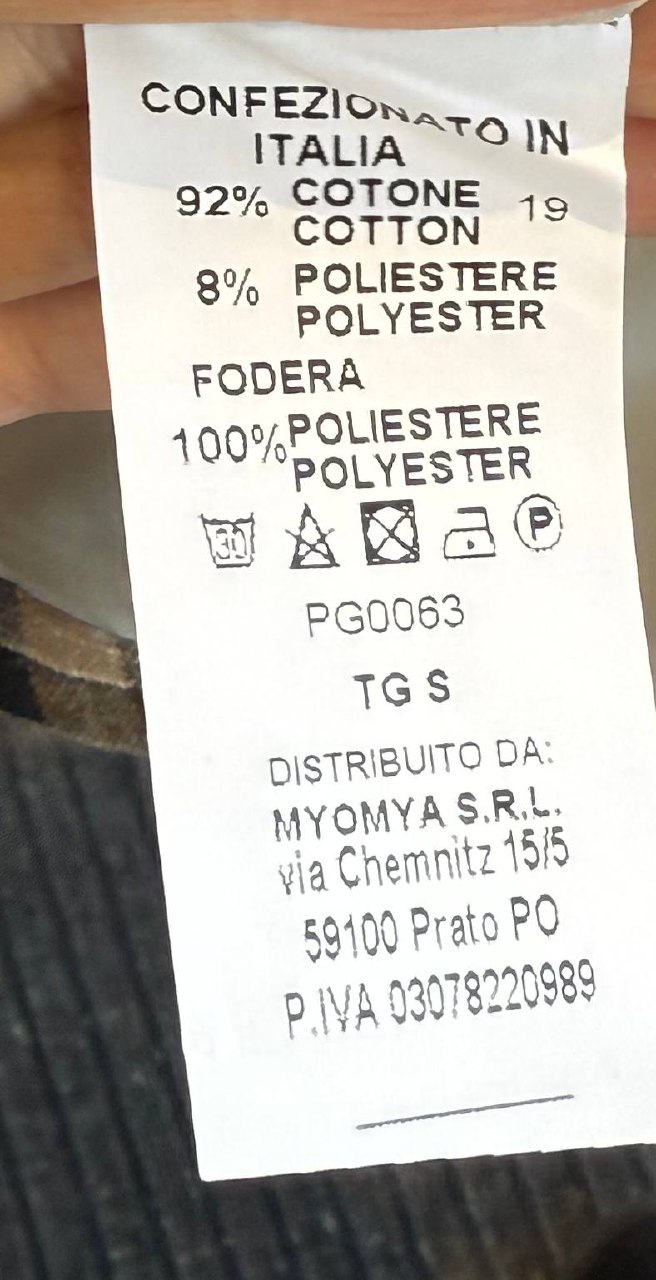 CONFEZIONATO IN
ITALIA
92% COTONE 19
COTTON
8% POLIESTERE
POLYESTER
FODERA
100% POLIESTERE
POLYESTER
30 P
PG0063
TG S
DISTRIBUITO DA:
MYOMYA S.R.L.
via Chemnitz 15/5
59100 Prato PO
P.IVA 03078220989